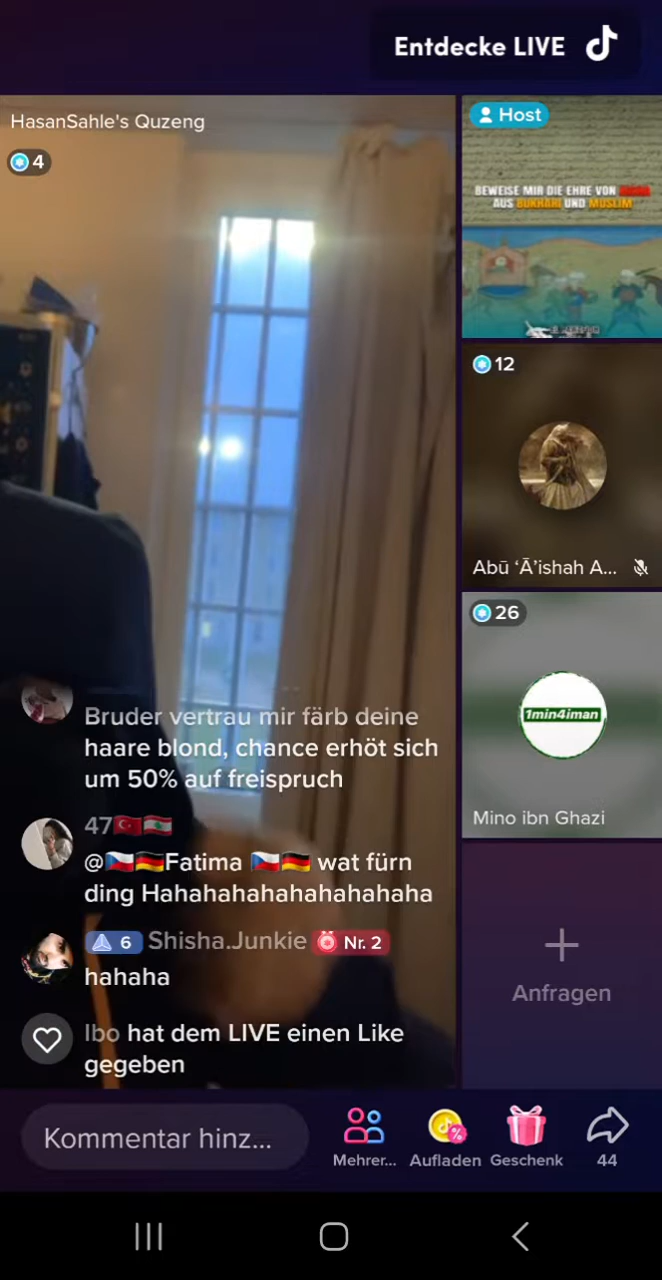 Entdecke LIVE
HasanSahle's Quzeng
4
Host
BEWEISE MIR DIE EHRE VON
AUS BUKHARI UND MUSLIM
12
Abū ‘Ā’ishah A...
26
1min4iman
Mino ibn Ghazi
Anfragen
Bruder vertrau mir färb deine
haare blond, chance erhöt sich
um 50% auf freispruch
47🇹🇷🇱🇧
@🇨🇿🇩🇪Fatima 🇨🇿🇩🇪 wat fürn
ding Hahahahahahahahahaha
6 Shisha.Junkie Nr. 2
hahaha
Ibo hat dem LIVE einen Like
gegeben
Kommentar hinz...
Mehrer...
Aufladen
Geschenk
44